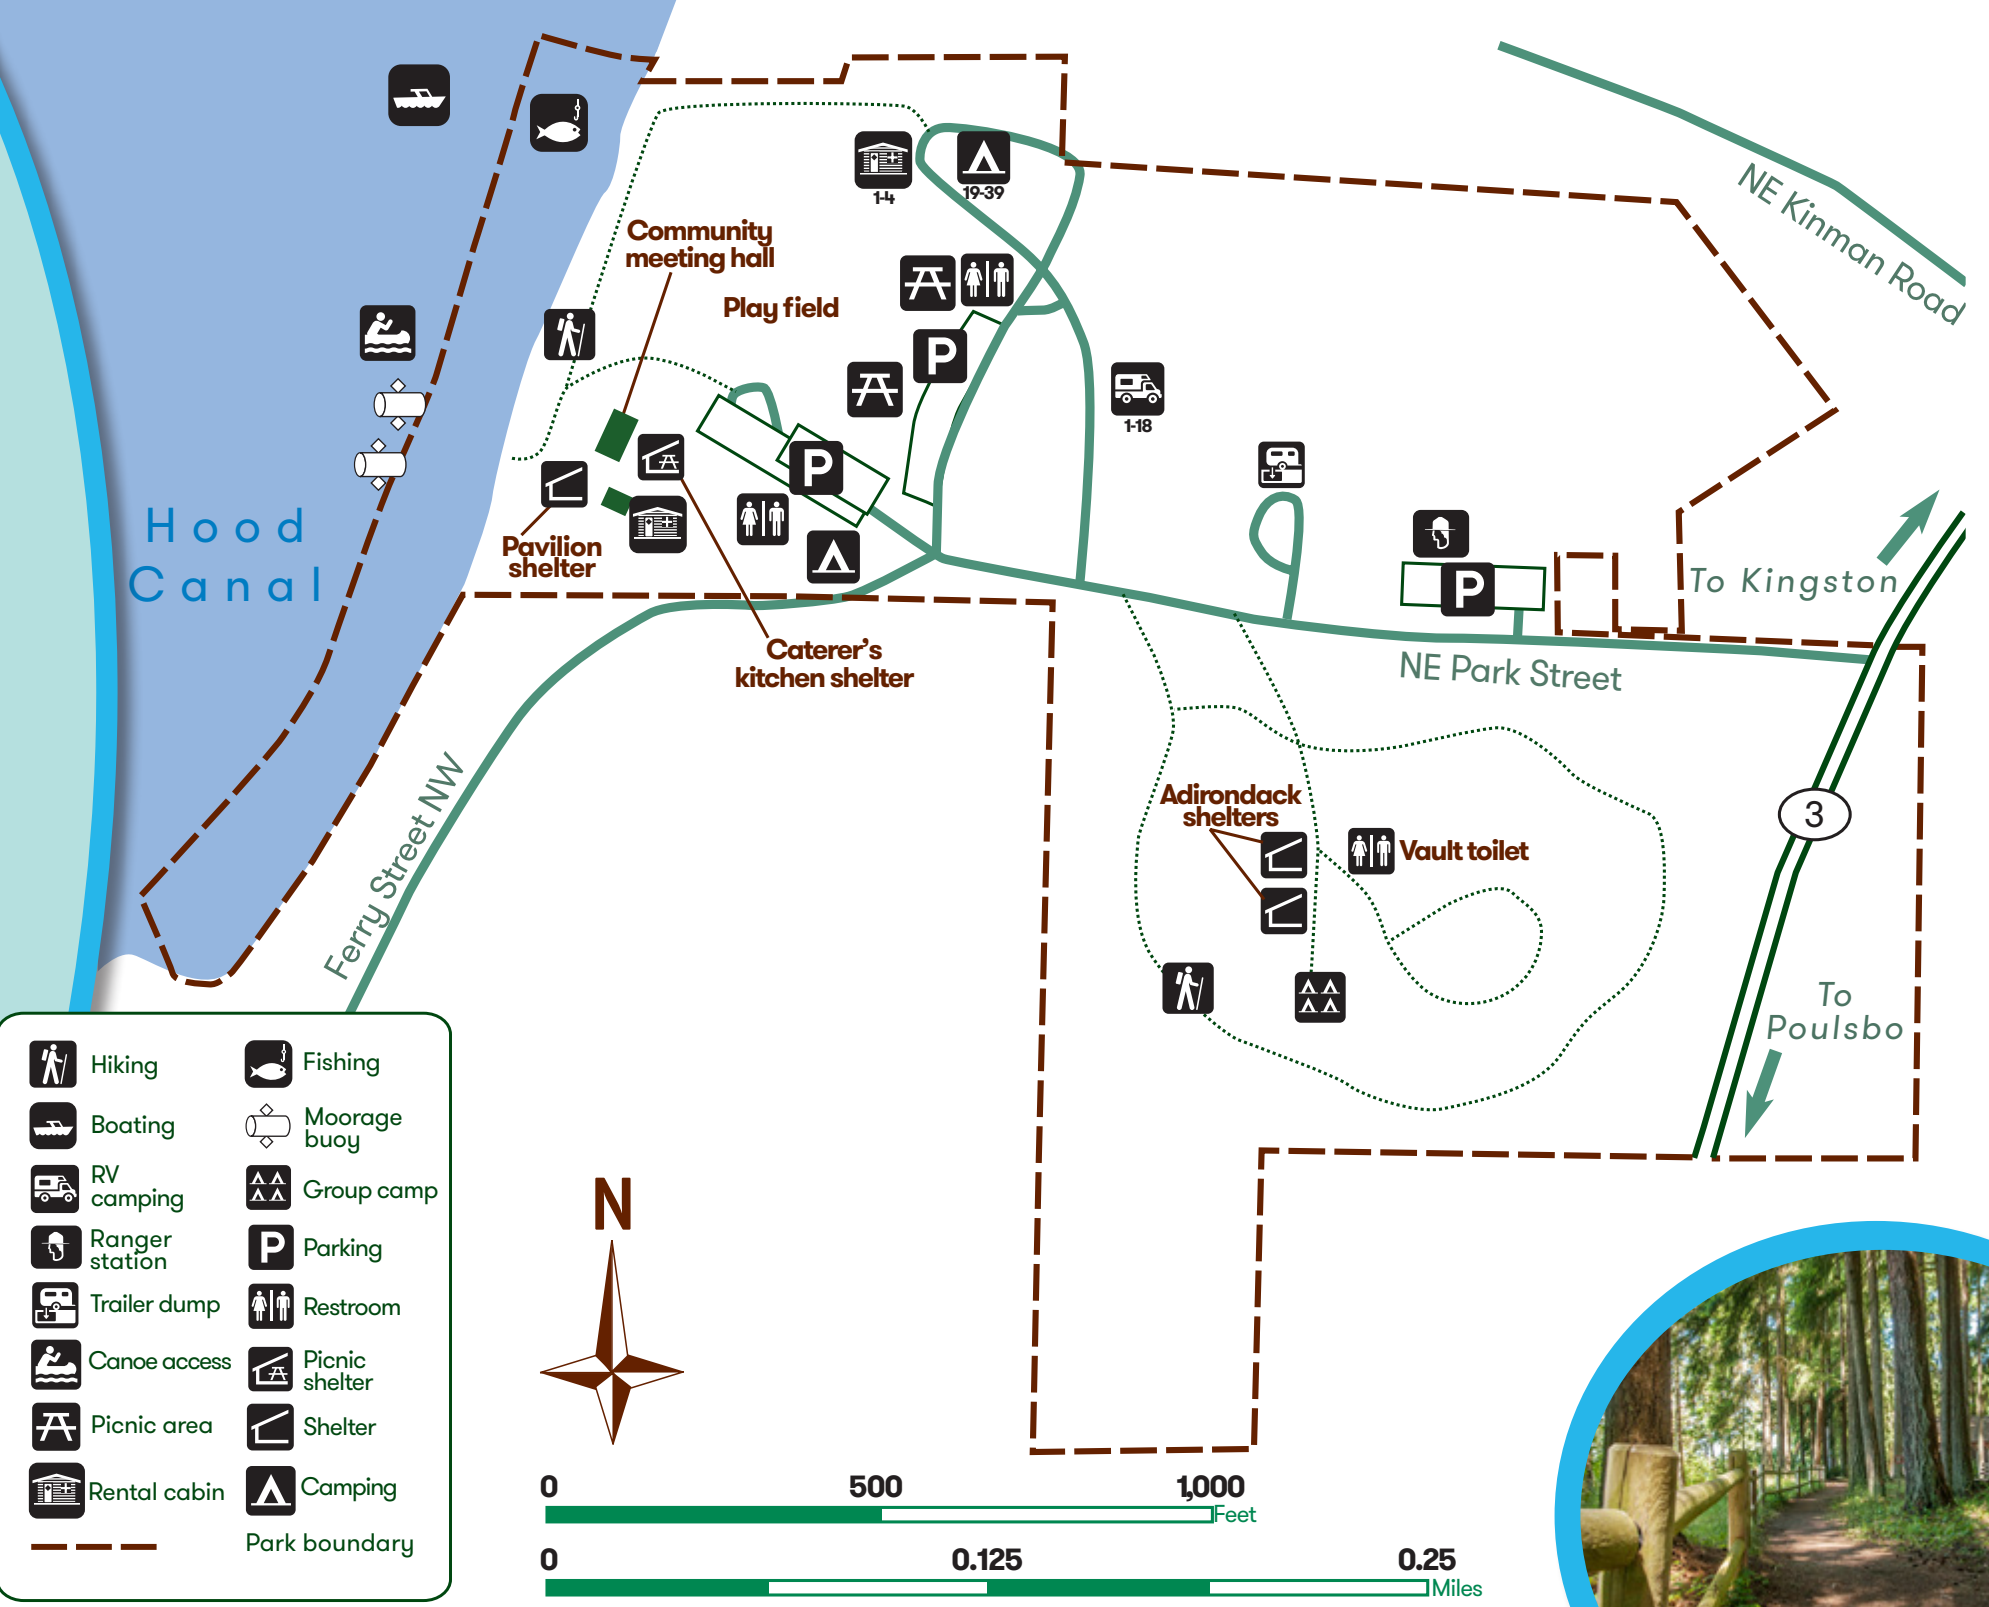 1-4
19-39
Community
meeting hall
Play field
NE Kinman Road
P
1-18
P
Hood
Canal
Pavilion
shelter
P
To Kingston
Caterer's
kitchen shelter
NE Park Street
Ferry Street NW
Adirondack
shelters
Vault toilet
3
To
Poulsbo
Hiking
Fishing
Boating
Moorage
buoy
RV
camping
Group camp
Ranger
station
P
Parking
Trailer dump
Restroom
Canoe access
Picnic
shelter
Picnic area
Shelter
Rental cabin
Camping
Park boundary
N
0 500 1,000
Feet
0 0.125 0.25
Miles